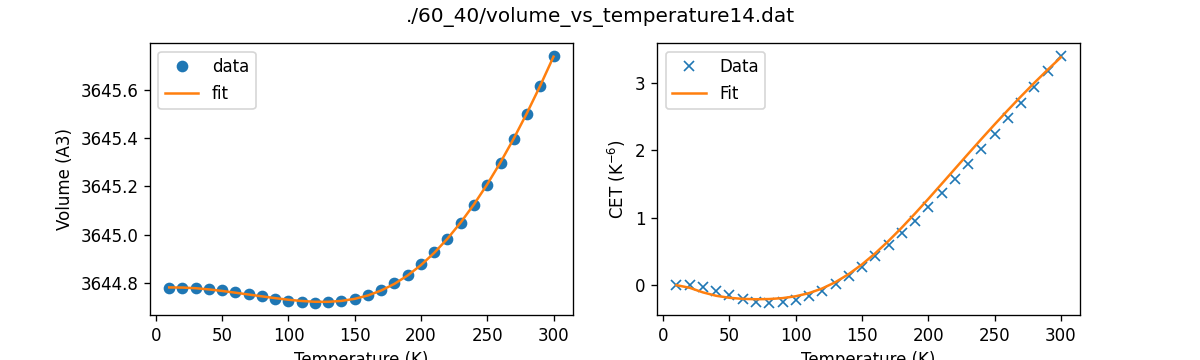 ./60_40/volume_vs_temperature14.dat
data
fit
Volume (A3)
3645.6
3645.4
3645.2
3645.0
3644.8
0
50
100
150
200
250
300
Temperature (K)
Data
Fit
CET (K⁻⁶)
3
2
1
0
0
50
100
150
200
250
300
Temperature (K)